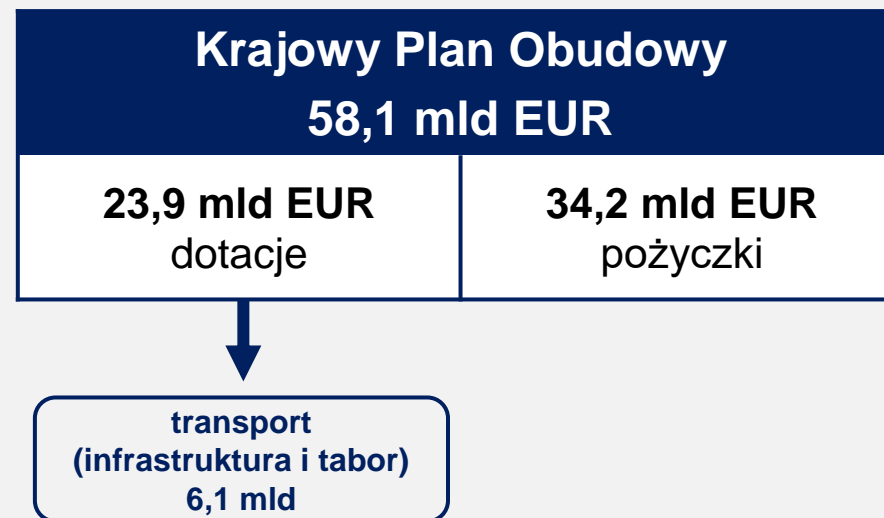 Krajowy Plan Obudowy
58,1 mld EUR
23,9 mld EUR
dotacje
34,2 mld EUR
pożyczki
transport
(infrastruktura i tabor)
6,1 mld